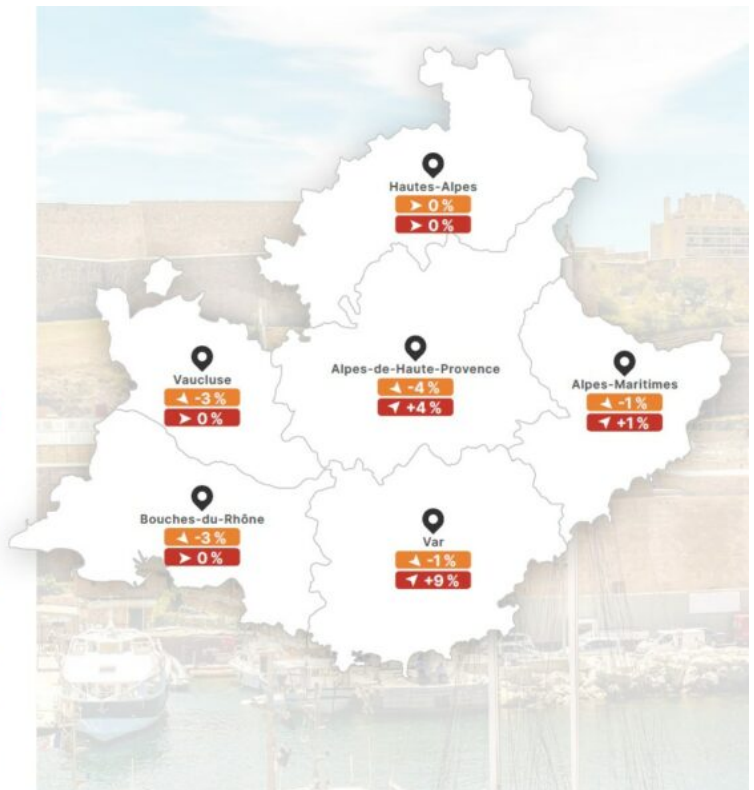 Hautes-Alpes
0 %
0 %
Vaucluse
-3 %
0 %
Alpes-de-Haute-Provence
-4 %
+4 %
Alpes-Maritimes
-1 %
+1 %
Bouches-du-Rhône
-3 %
0 %
Var
-1 %
+9 %